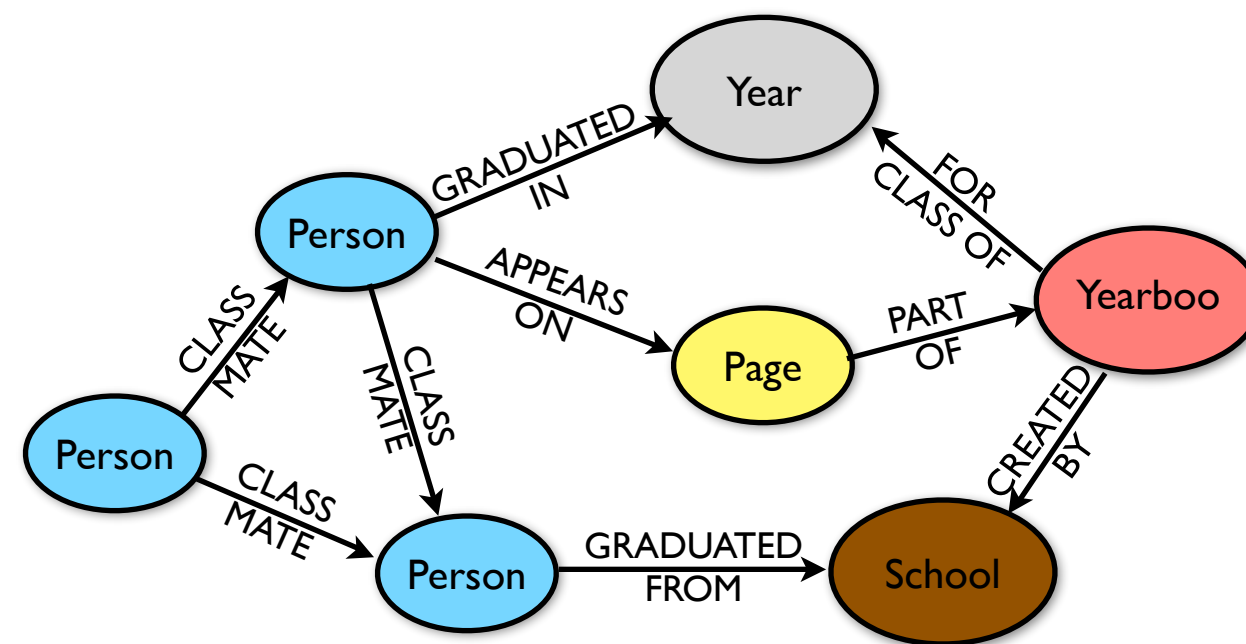 Year
GRADUATED
IN
FOR
CLASS OF
Person
APPEARS
ON
Yearboo
PART
OF
Page
CLASS
MATE
CLASS
MATE
Person
CLASS
MATE
CREATED
BY
Person
GRADUATED
FROM
School